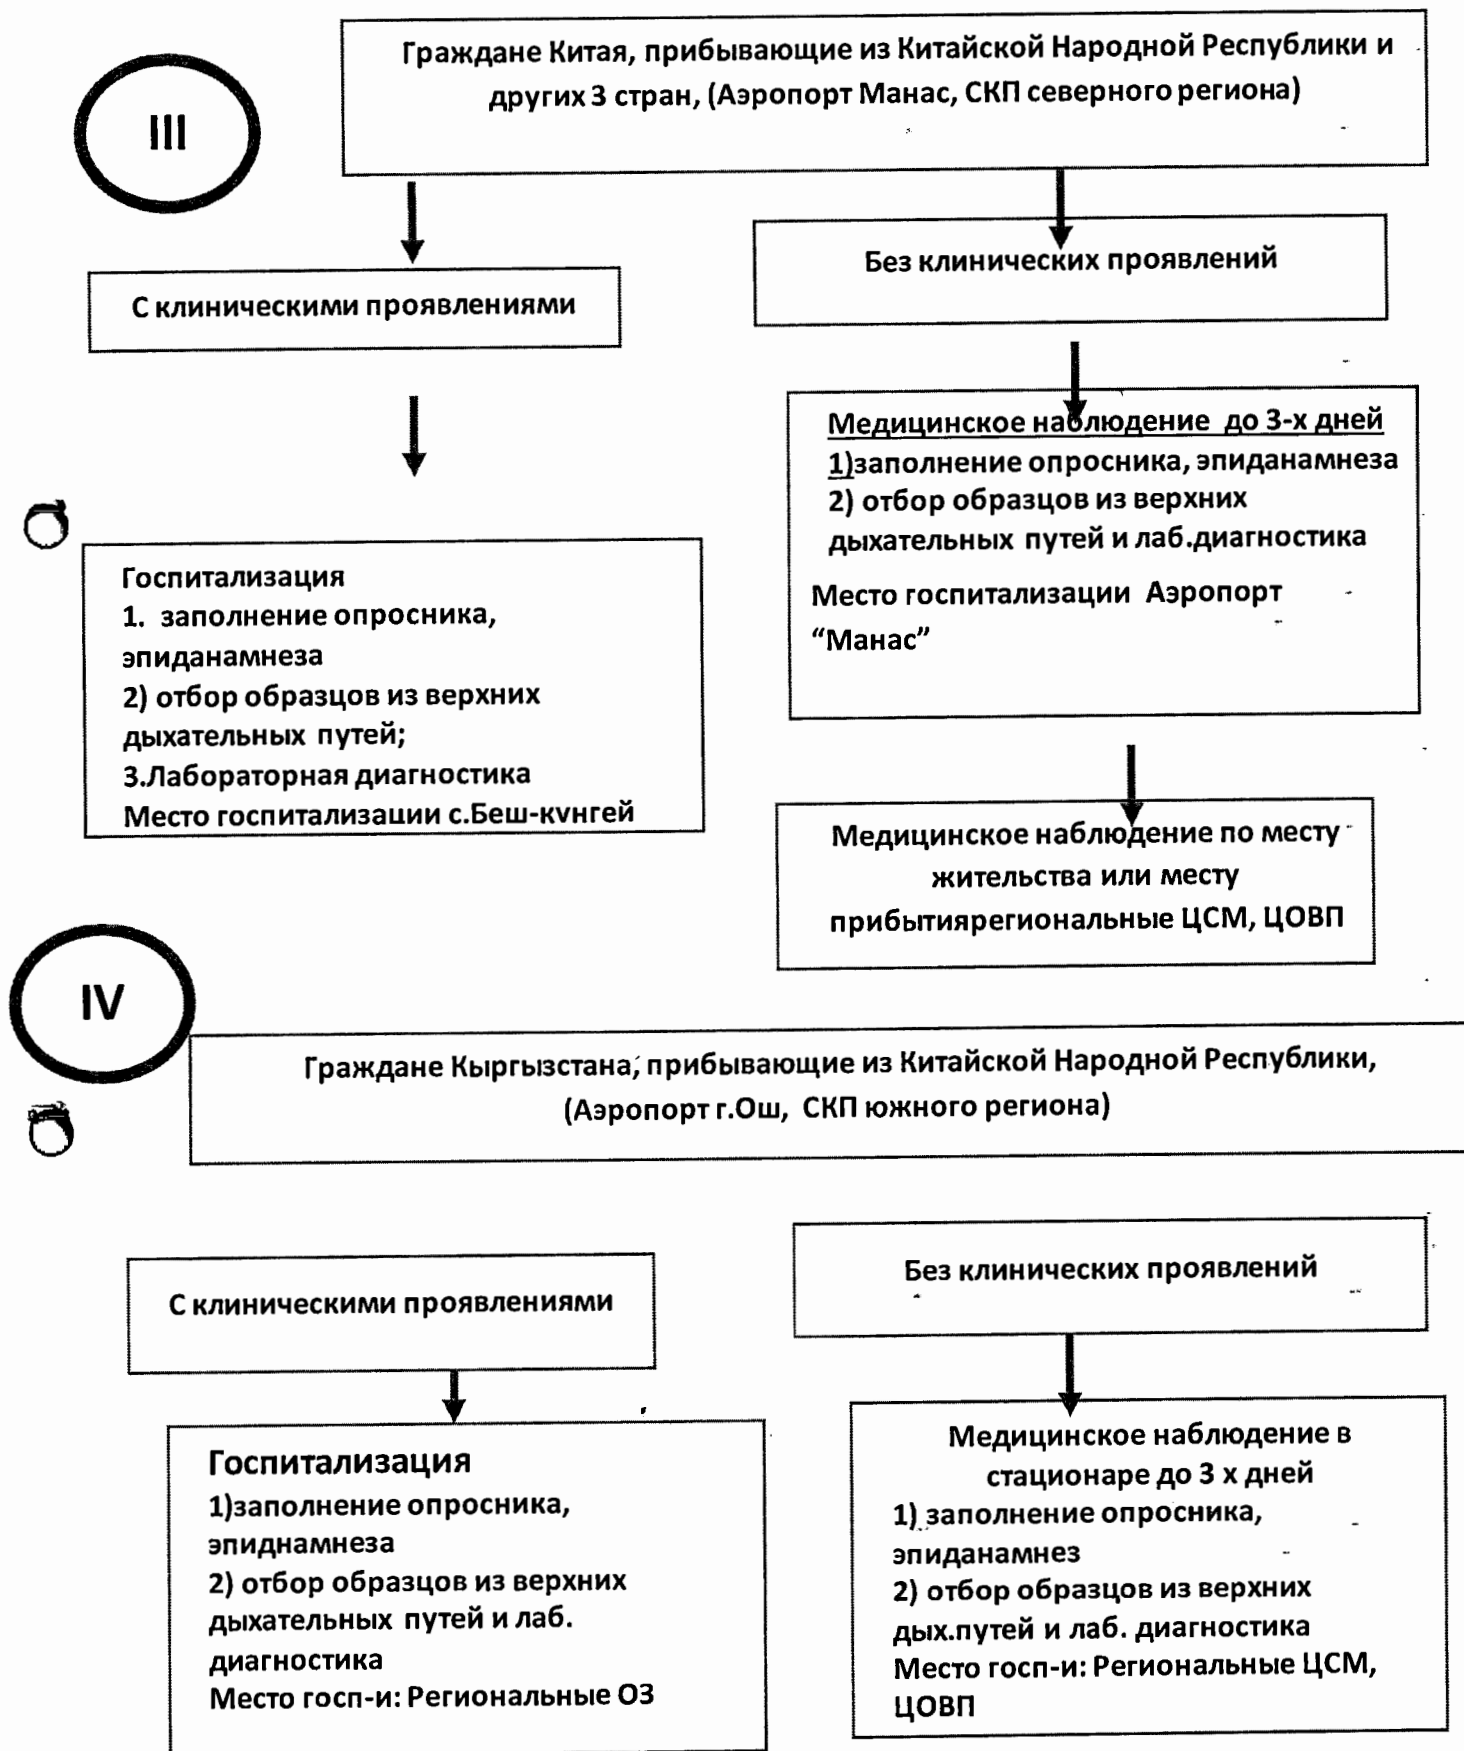 III
Граждане Китая, прибывающие из Китайской Народной Республики и
других 3 стран, (Аэропорт Манас, СКП северного региона)
С клиническими проявлениями
Без клинических проявлений
Госпитализация
1. заполнение опросника,
эпиданамнеза
2) отбор образцов из верхних
дыхательных путей;
3.Лабораторная диагностика
Место госпитализации с.Беш-кунгей
Медицинское наблюдение до 3-х дней
1)заполнение опросника, эпиданамнеза
2) отбор образцов из верхних
дыхательных путей и лаб.диагностика
Место госпитализации Аэропорт
“Манас”
Медицинское наблюдение по месту
жительства или месту
прибытиярегиональные ЦСМ, ЦОВП
IV
Граждане Кыргызстана, прибывающие из Китайской Народной Республики,
(Аэропорт г.Ош, СКП южного региона)
С клиническими проявлениями
Без клинических проявлений
Госпитализация
1)заполнение опросника,
эпиднамнеза
2) отбор образцов из верхних
дыхательных путей и лаб.
диагностика
Место госп-и: Региональные ОЗ
Медицинское наблюдение в
стационаре до 3 х дней
1) заполнение опросника,
эпиданамнез
2) отбор образцов из верхних
дых.путей и лаб. диагностика
Место госп-и: Региональные ЦСМ,
ЦОВП